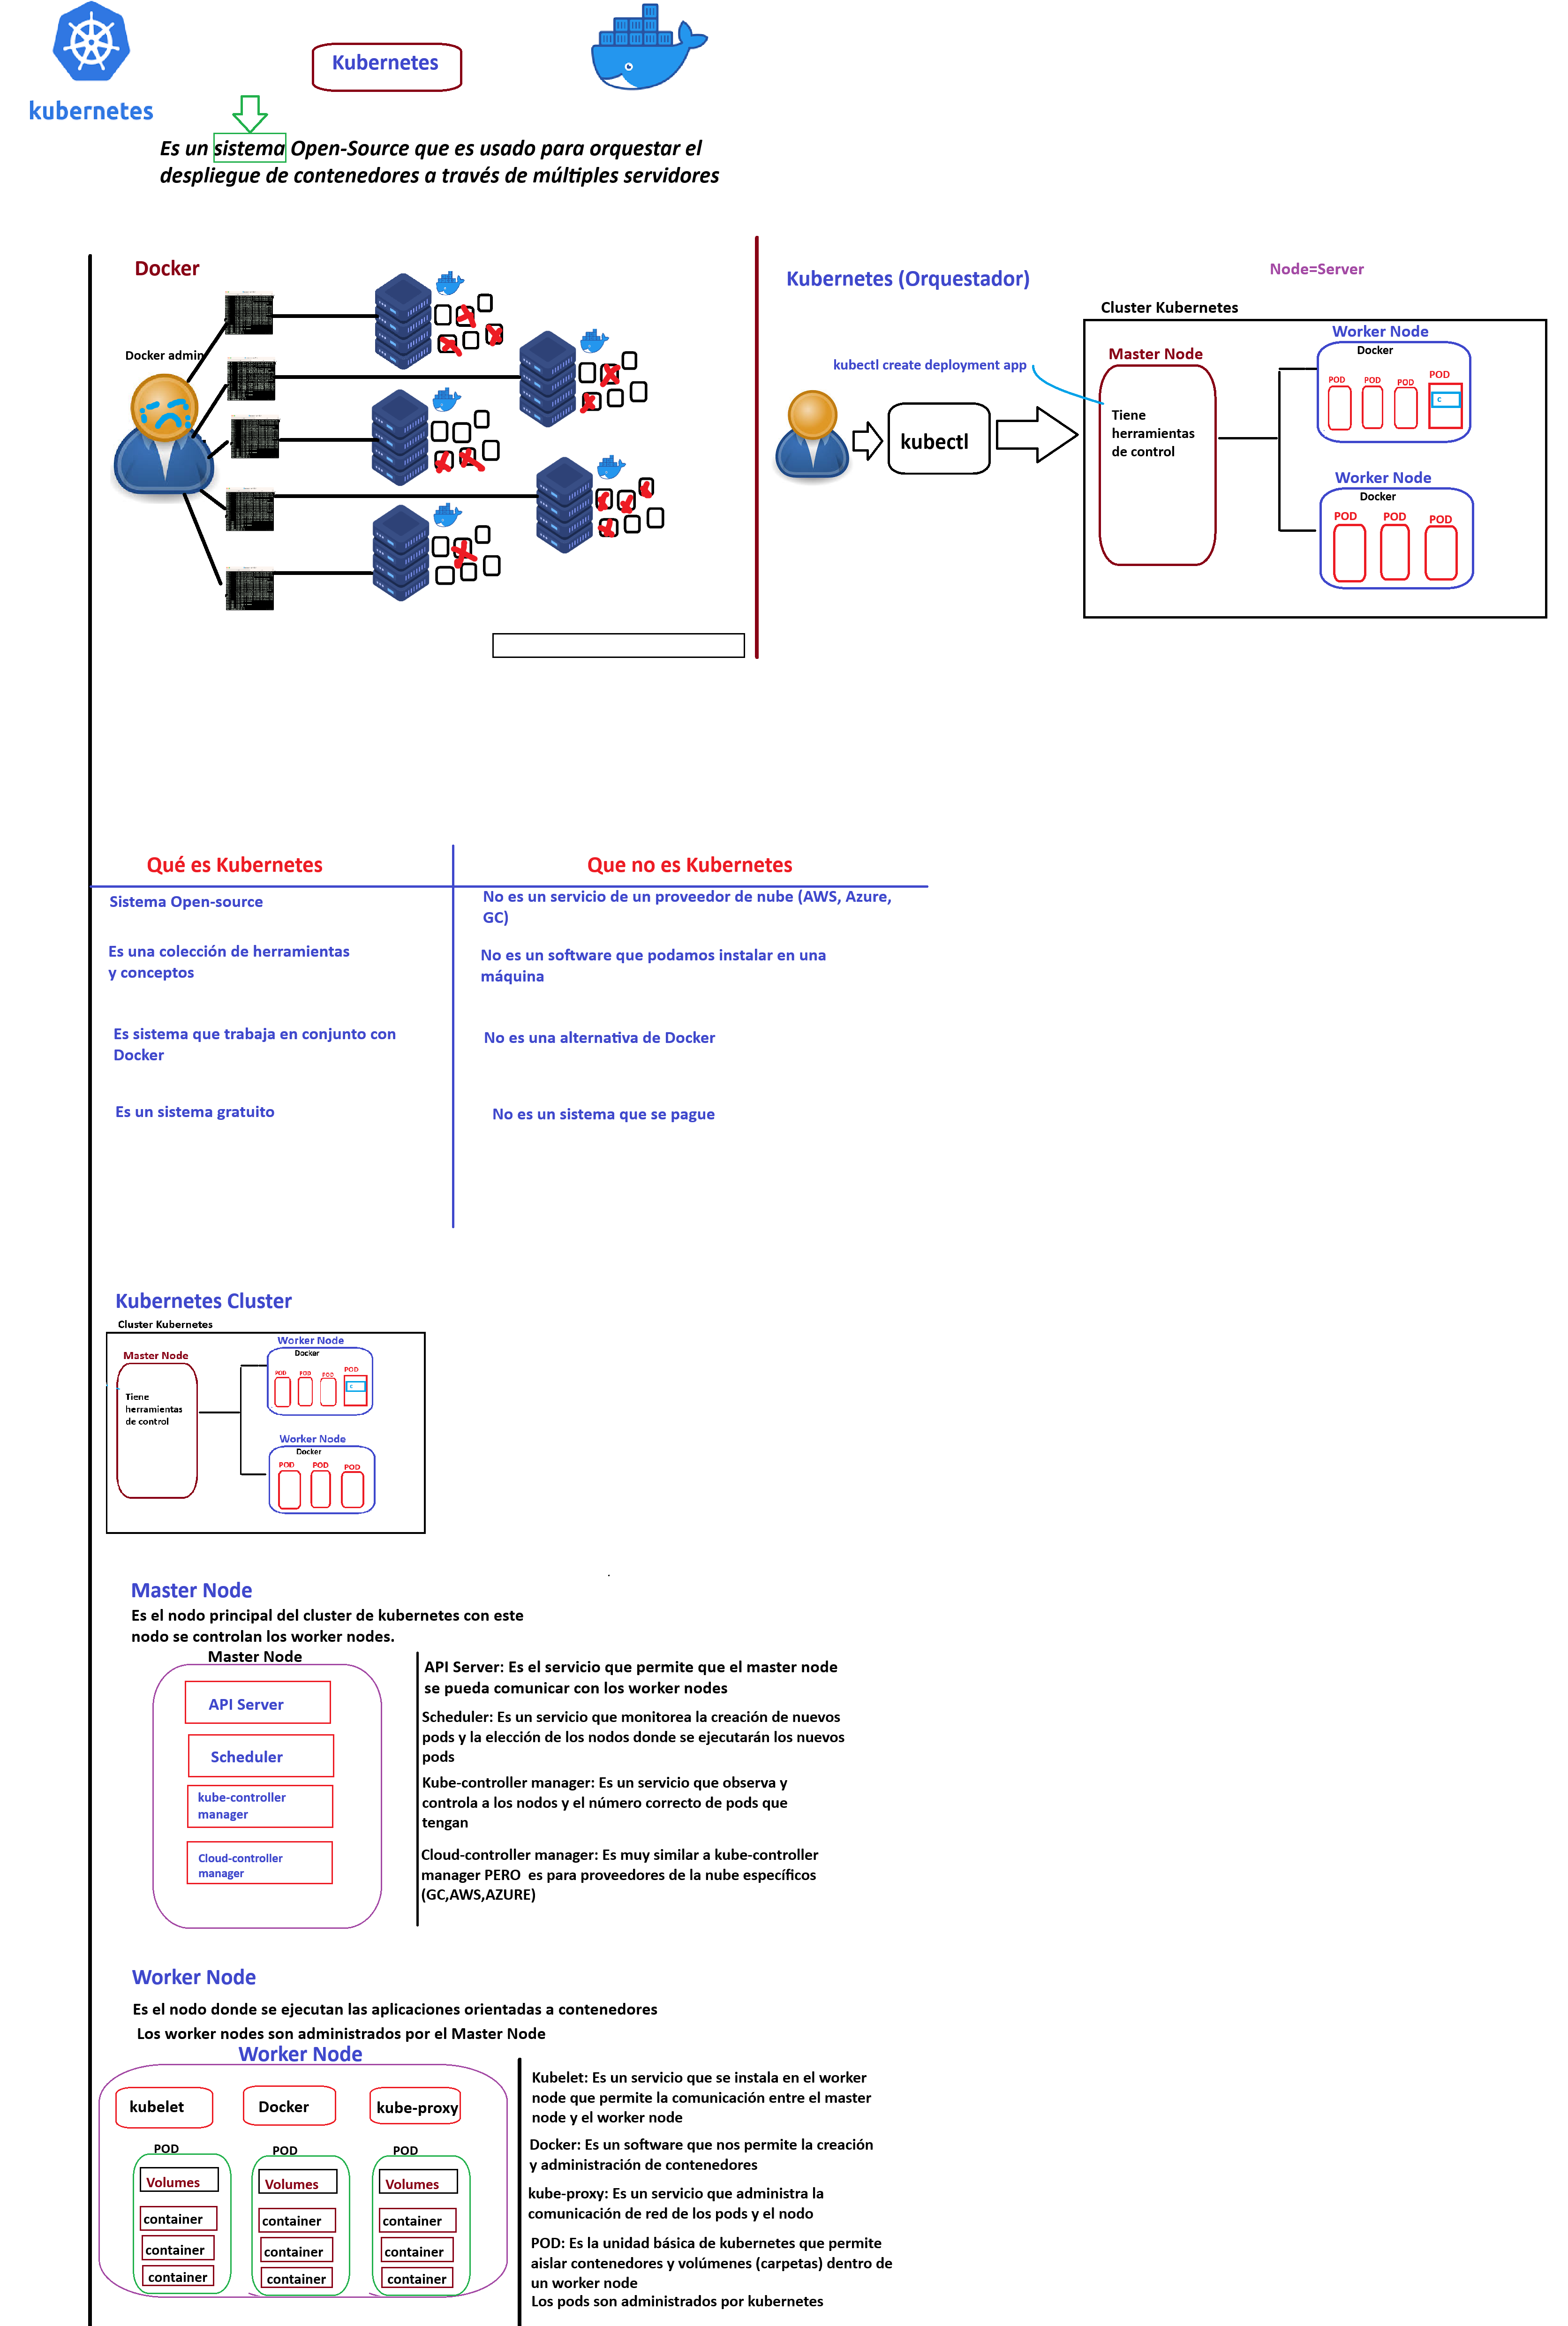 kubernetes
Kubernetes
Es un sistema Open-Source que es usado para orquestar el
despliegue de contenedores a través de múltiples servidores
Docker
Docker admin
Kubernetes (Orquestador)
Node=Server
Cluster Kubernetes
kubectl create deployment app
kubectl
Master Node
Tiene
herramientas
de control
Worker Node
Docker
POD
POD
POD
POD
c
Worker Node
Docker
POD
POD
POD
Qué es Kubernetes
Que no es Kubernetes
Sistema Open-source
No es un servicio de un proveedor de nube (AWS, Azure,
GC)
Es una colección de herramientas
y conceptos
No es un software que podamos instalar en una
máquina
Es sistema que trabaja en conjunto con
Docker
No es una alternativa de Docker
Es un sistema gratuito
No es un sistema que se pague
Kubernetes Cluster
Cluster Kubernetes
Master Node
Tiene
herramientas
de control
Worker Node
Docker
POD
POD
POD
POD
c
Worker Node
Docker
POD
POD
POD
Master Node
Es el nodo principal del cluster de kubernetes con este
nodo se controlan los worker nodes.
Master Node
API Server
Scheduler
kube-controller
manager
Cloud-controller
manager
API Server: Es el servicio que permite que el master node
se pueda comunicar con los worker nodes
Scheduler: Es un servicio que monitorea la creación de nuevos
pods y la elección de los nodos donde se ejecutarán los nuevos
pods
Kube-controller manager: Es un servicio que observa y
controla a los nodos y el número correcto de pods que
tengan
Cloud-controller manager: Es muy similar a kube-controller
manager PERO es para proveedores de la nube específicos
(GC,AWS,AZURE)
Worker Node
Es el nodo donde se ejecutan las aplicaciones orientadas a contenedores
Los worker nodes son administrados por el Master Node
Worker Node
kubelet
Docker
kube-proxy
POD
POD
POD
Volumes
Volumes
Volumes
container
container
container
container
container
container
container
container
container
Kubelet: Es un servicio que se instala en el worker
node que permite la comunicación entre el master
node y el worker node
Docker: Es un software que nos permite la creación
y administración de contenedores
kube-proxy: Es un servicio que administra la
comunicación de red de los pods y el nodo
POD: Es la unidad básica de kubernetes que permite
aislar contenedores y volúmenes (carpetas) dentro de
un worker node
Los pods son administrados por kubernetes